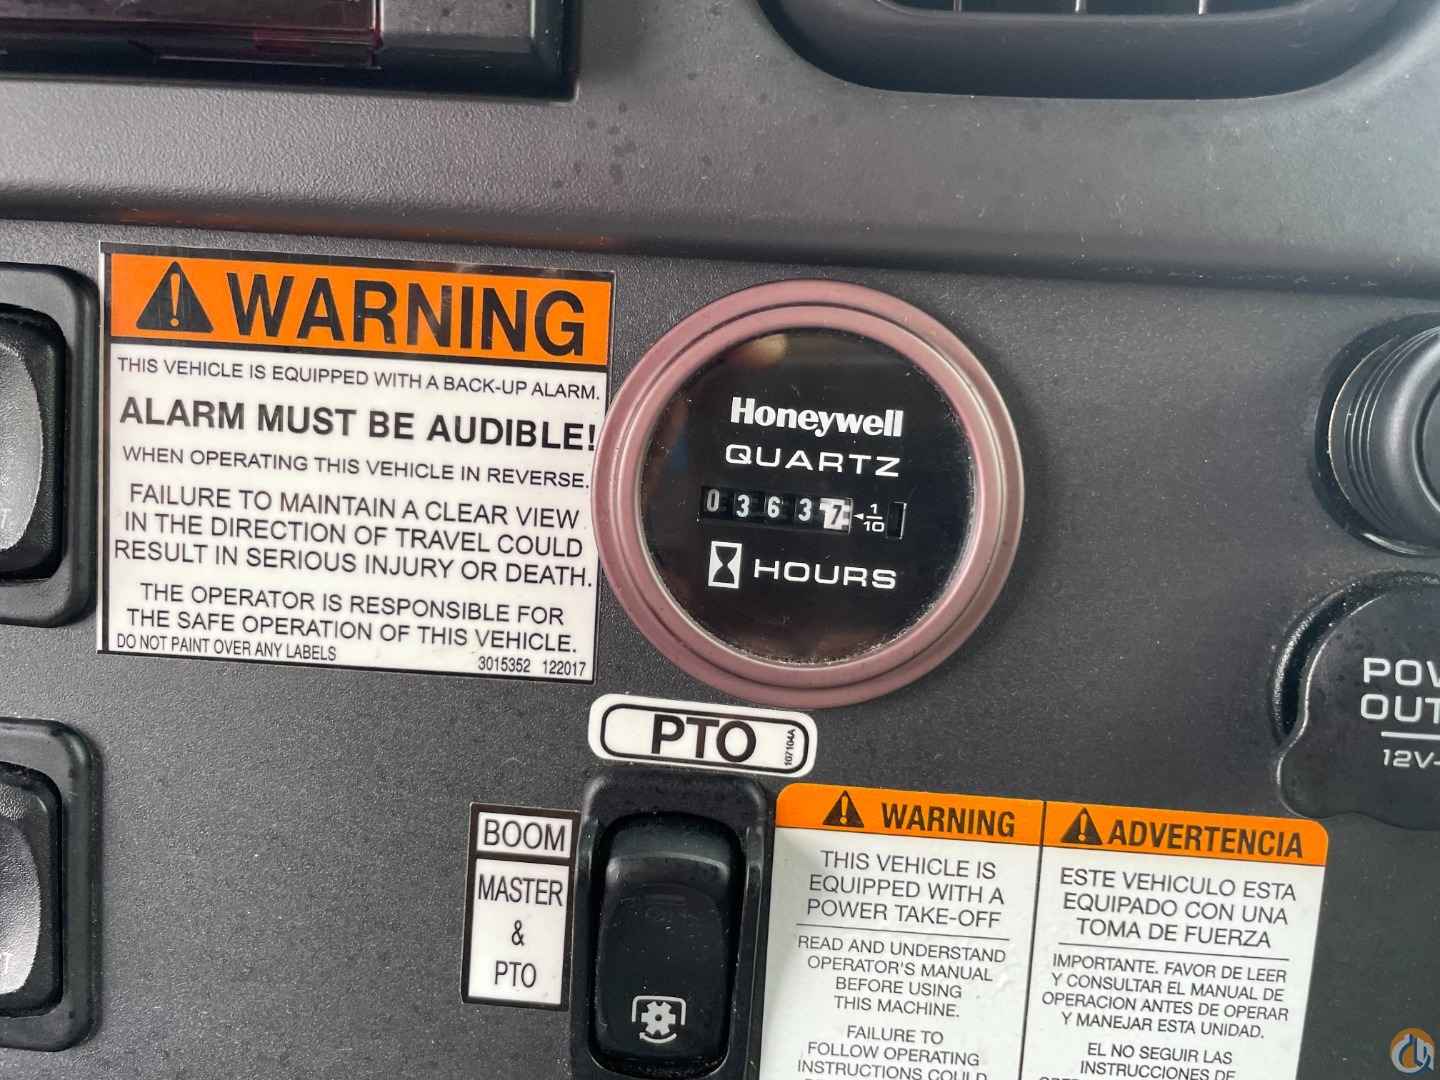 WARNING
THIS VEHICLE IS EQUIPPED WITH A BACK-UP ALARM.
ALARM MUST BE AUDIBLE!
WHEN OPERATING THIS VEHICLE IN REVERSE.
FAILURE TO MAINTAIN A CLEAR VIEW
IN THE DIRECTION OF TRAVEL COULD
RESULT IN SERIOUS INJURY OR DEATH.
THE OPERATOR IS RESPONSIBLE FOR
THE SAFE OPERATION OF THIS VEHICLE.
DO NOT PAINT OVER ANY LABELS
3015352 122017
Honeywell
QUARTZ
03637 1/10
HOURS
PTO
167104A
BOOM
MASTER
&
PTO
WARNING
THIS VEHICLE IS
EQUIPPED WITH A
POWER TAKE-OFF
READ AND UNDERSTAND
OPERATOR'S MANUAL
BEFORE USING
THIS MACHINE.
FAILURE TO
FOLLOW OPERATING
INSTRUCTIONS COULD
ADVERTENCIA
ESTE VEHICULO ESTA
EQUIPADO CON UNA
TOMA DE FUERZA
IMPORTANTE. FAVOR DE LEER
Y CONSULTAR EL MANUAL DE
OPERACION ANTES DE OPERAR
Y MANEJAR ESTA UNIDAD.
EL NO SEGUIR LAS
INSTRUCCIONES DE
POW
OUT
12V-